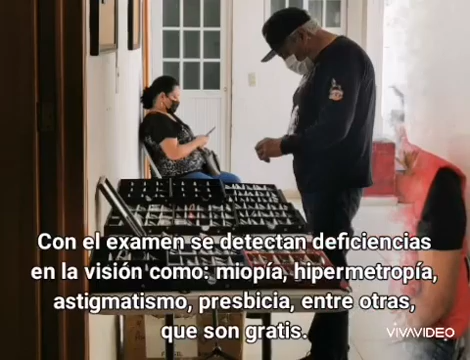 Con el examen se detectan deficiencias
en la visión como: miopía, hipermetropía,
astigmatismo, presbicia, entre otras,
que son gratis.
VIVAVIDEO